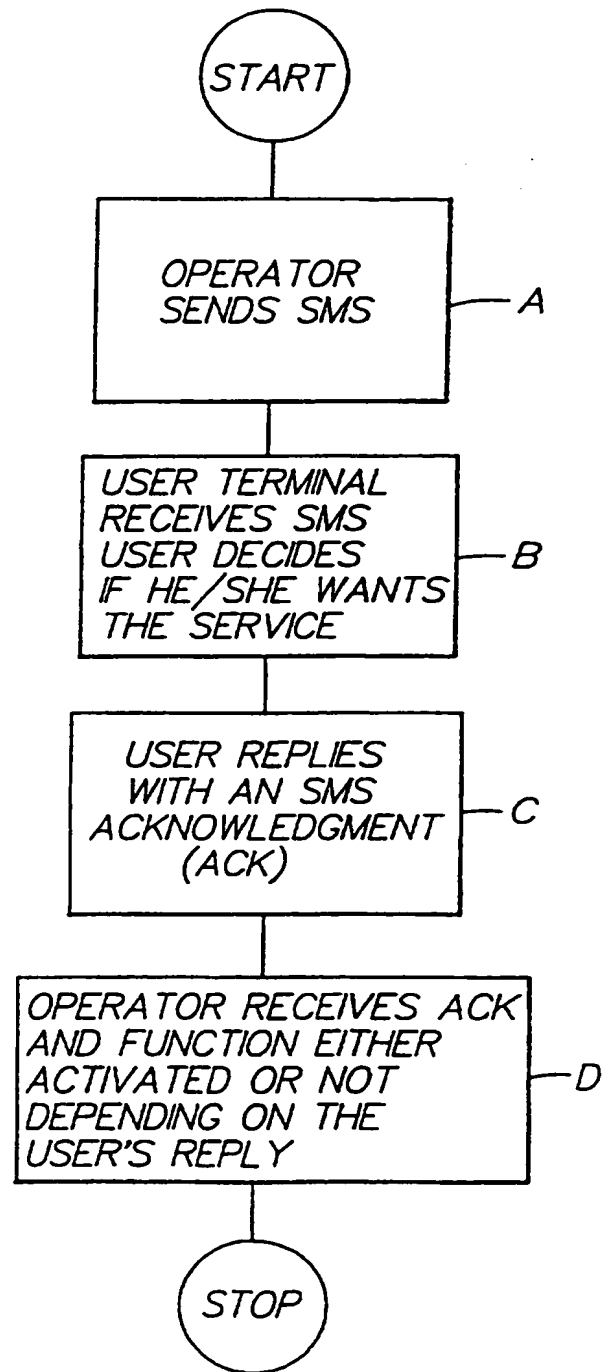 START
OPERATOR
SENDS SMS
A
USER TERMINAL
RECEIVES SMS
USER DECIDES
IF HE/SHE WANTS
THE SERVICE
B
USER REPLIES
WITH AN SMS
ACKNOWLEDGMENT
(ACK)
C
OPERATOR RECEIVES ACK
AND FUNCTION EITHER
ACTIVATED OR NOT
DEPENDING ON THE
USER'S REPLY
D
STOP